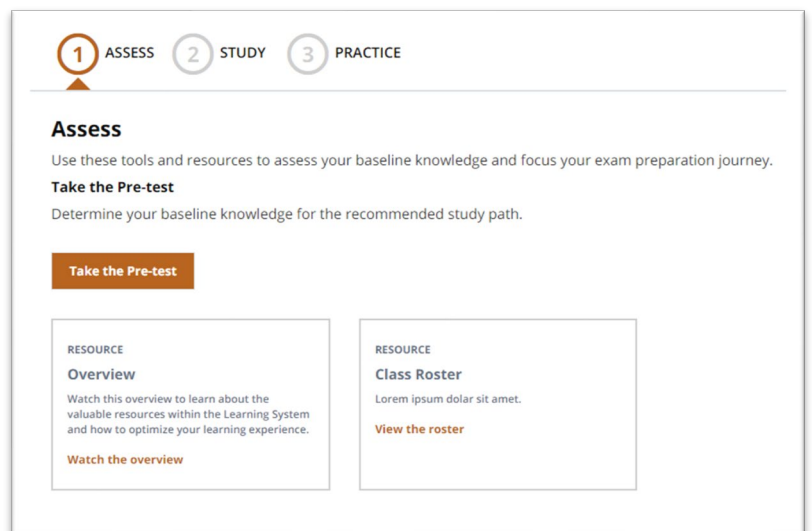 1 ASSESS 2 STUDY 3 PRACTICE
Assess
Use these tools and resources to assess your baseline knowledge and focus your exam preparation journey.
Take the Pre-test
Determine your baseline knowledge for the recommended study path.
Take the Pre-test
RESOURCE
Overview
Watch this overview to learn about the
valuable resources within the Learning System
and how to optimize your learning experience.
Watch the overview
RESOURCE
Class Roster
Lorem ipsum dolar sit amet.
View the roster